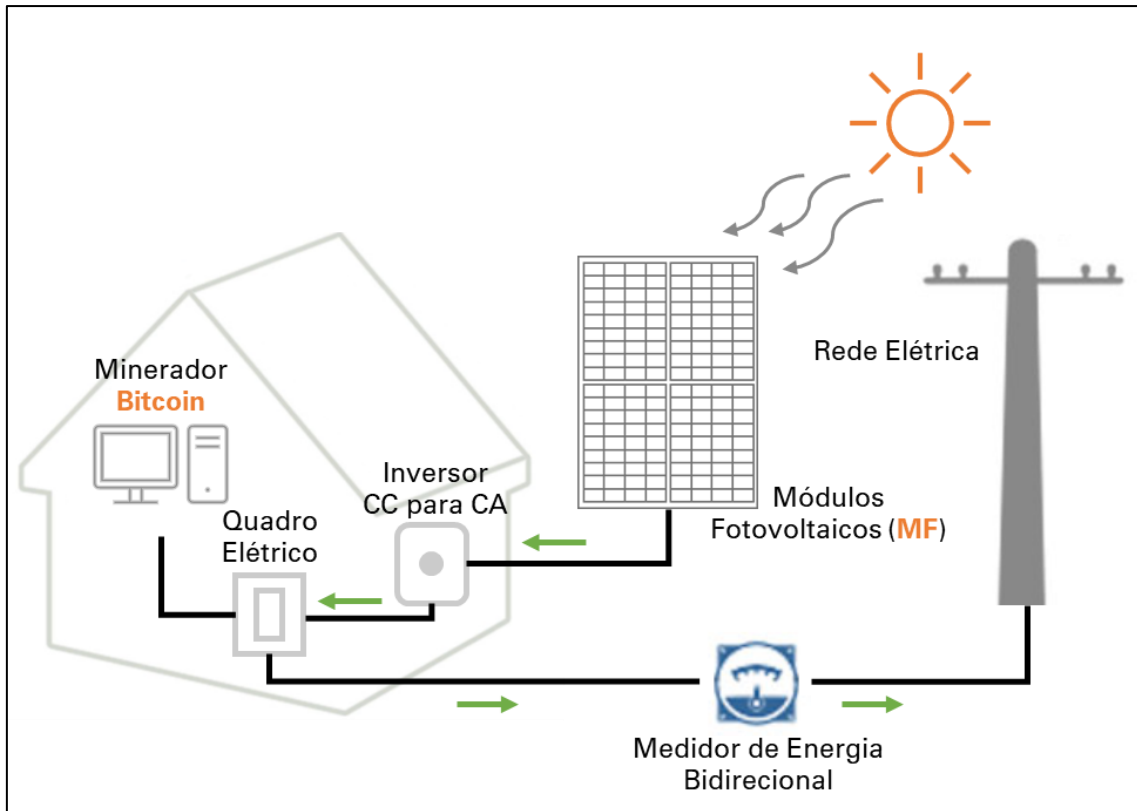 Minerador
Bitcoin
Inversor
CC para CA
Quadro
Elétrico
Rede Elétrica
Módulos
Fotovoltaicos (MF)
Medidor de Energia
Bidirecional